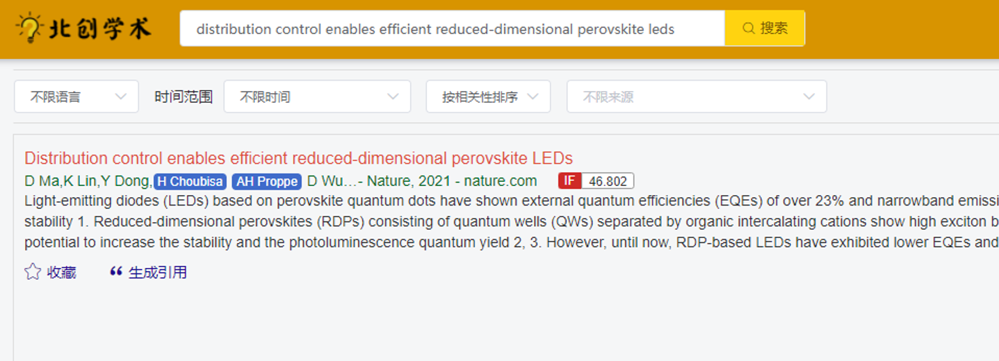 北创学术
distribution control enables efficient reduced-dimensional perovskite leds
搜索
不限语言
时间范围
不限时间
按相关性排序
不限来源
Distribution control enables efficient reduced-dimensional perovskite LEDs
D Ma,K Lin,Y Dong, H Choubisa AH Proppe D Wu…- Nature, 2021 - nature.com IF 46.802
Light-emitting diodes (LEDs) based on perovskite quantum dots have shown external quantum efficiencies (EQEs) of over 23% and narrowband emissi
stability 1. Reduced-dimensional perovskites (RDPs) consisting of quantum wells (QWs) separated by organic intercalating cations show high exciton b
potential to increase the stability and the photoluminescence quantum yield 2, 3. However, until now, RDP-based LEDs have exhibited lower EQEs and
收藏 生成引用